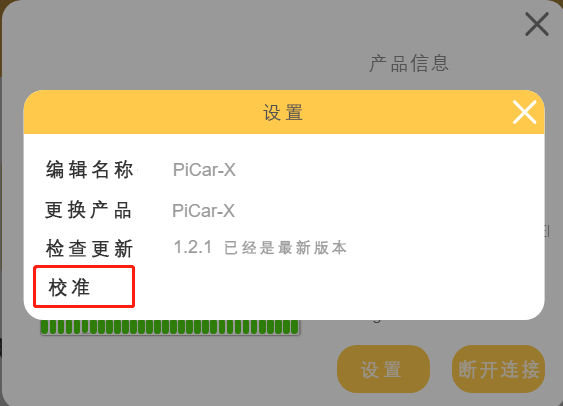 产品信息
设置
编辑名称 PiCar-X
更换产品 PiCar-X
检查更新 1.2.1 已经是最新版本
校准
设置 断开连接